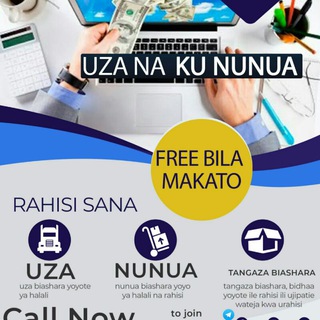 UZA NA KU NUNUA
FREE BILA
MAKATO
RAHISI SANA
UZA
uza biashara yoyote
ya halali
NUNUA
nunua biashara yoyo
ya halali na rahisi
TANGAZA BIASHARA
tangaza biashara, bidhaa
yoyote ile rahisi ili ujipatie
wateja kwa urahisi
Call Now
to join